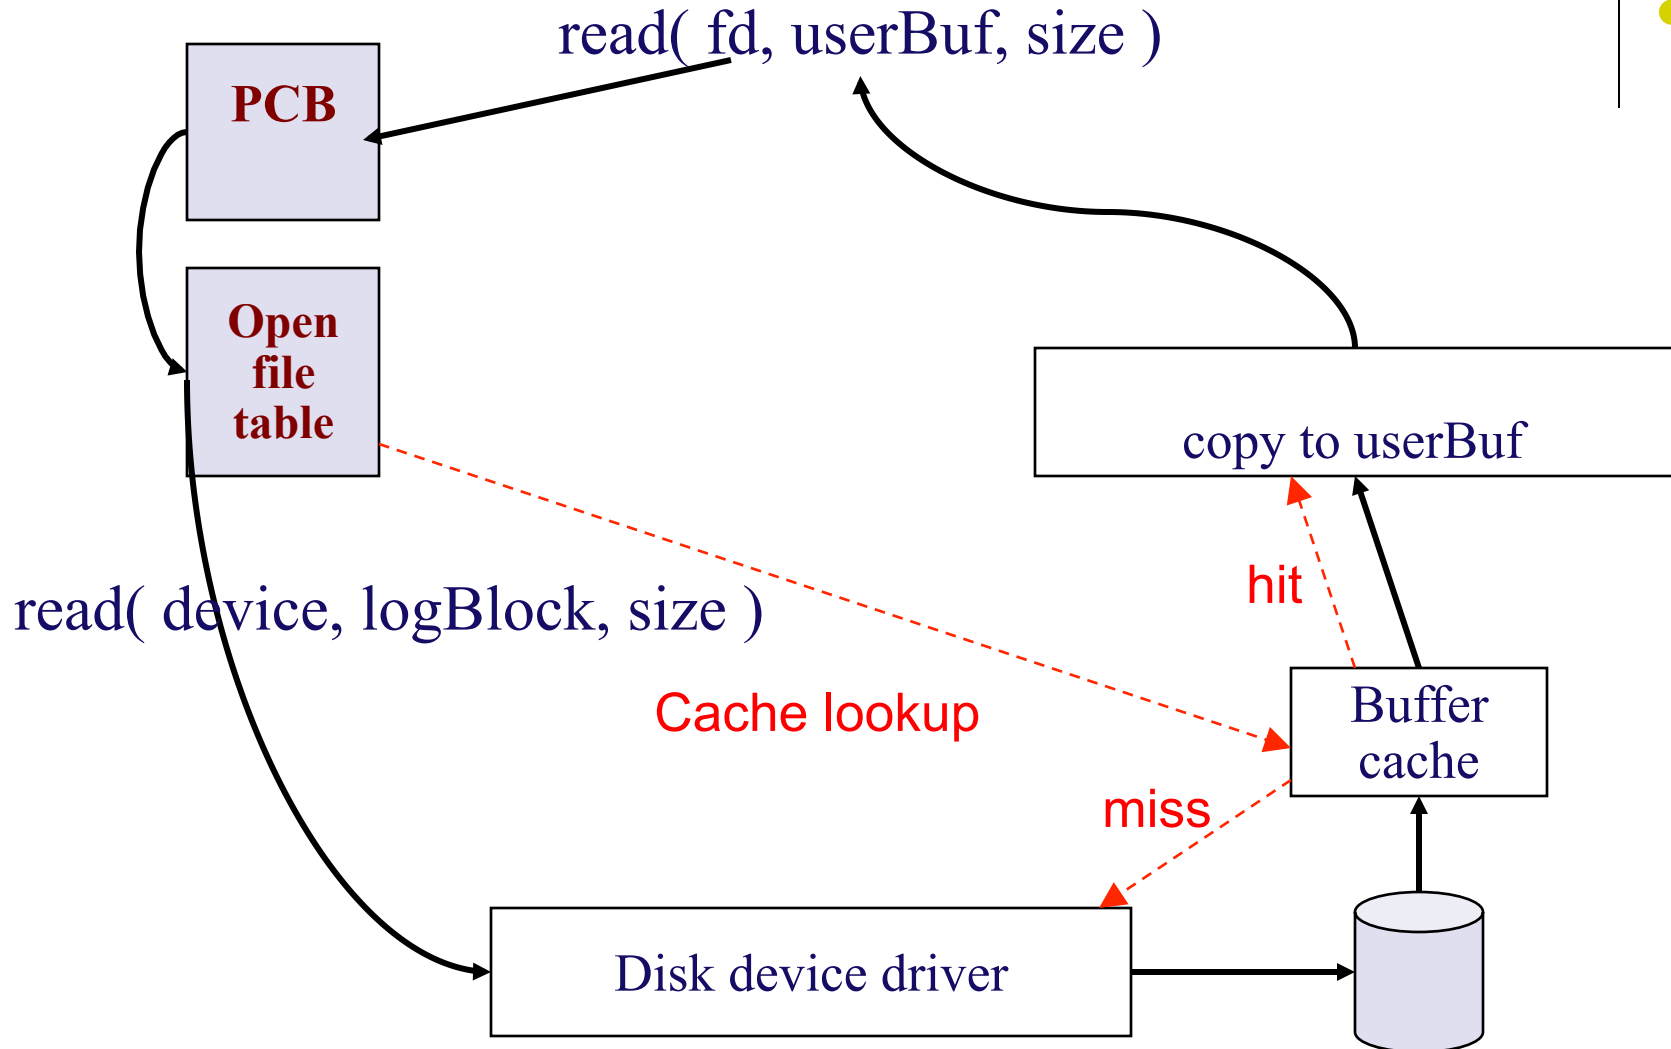 read( fd, userBuf, size )
PCB
Open
file
table
copy to userBuf
hit
read( device, logBlock, size )
Cache lookup
Buffer
cache
miss
Disk device driver